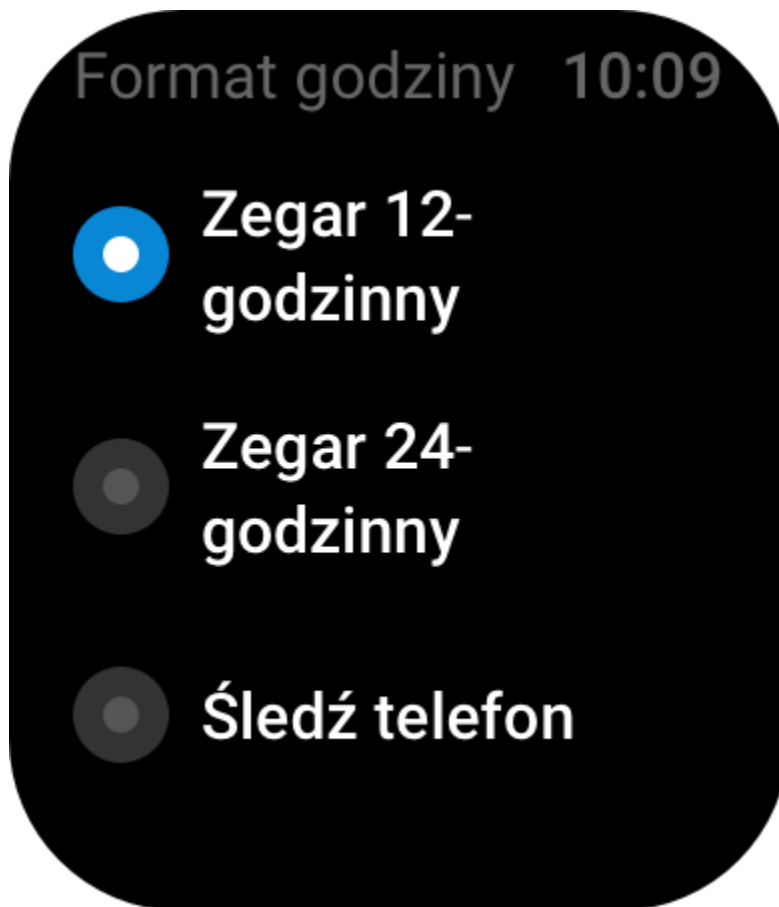 Format godziny 10:09
Zegar 12-
godzinny
Zegar 24-
godzinny
Śledź telefon